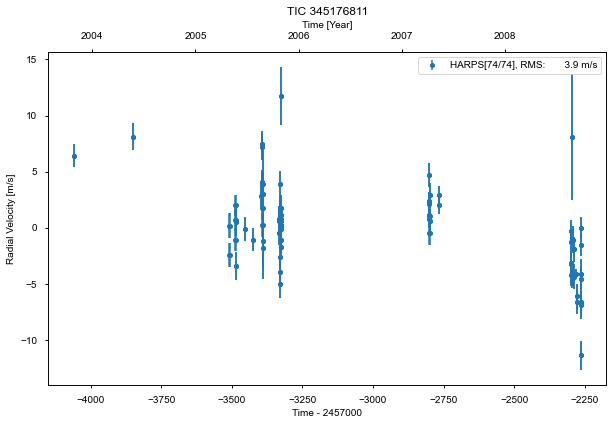 TIC 345176811
Time [Year]
2004 2005 2006 2007 2008
HARPS[74/74], RMS: 3.9 m/s
15
10
5
0
−5
−10
Radial Velocity [m/s]
−4000 −3750 −3500 −3250 −3000 −2750 −2500 −2250
Time - 2457000